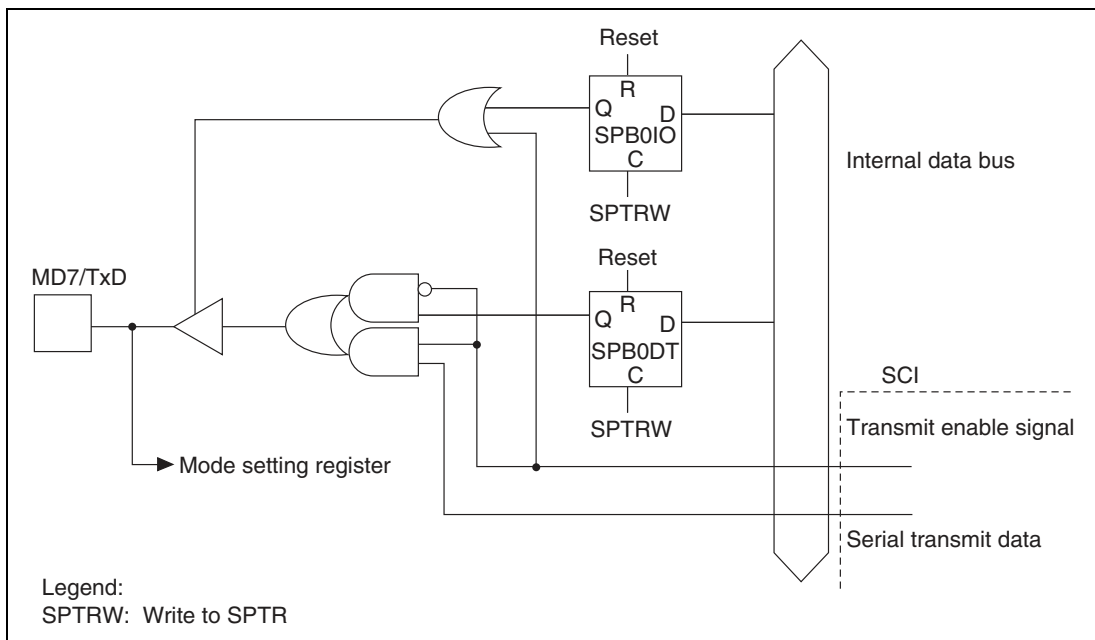 Reset
R
Q
D
SPB0IO
C
Internal data bus
SPTRW
MD7/TxD
Reset
R
Q
D
SPB0DT
C
SCI
SPTRW
Transmit enable signal
Mode setting register
Serial transmit data
Legend:
SPTRW: Write to SPTR